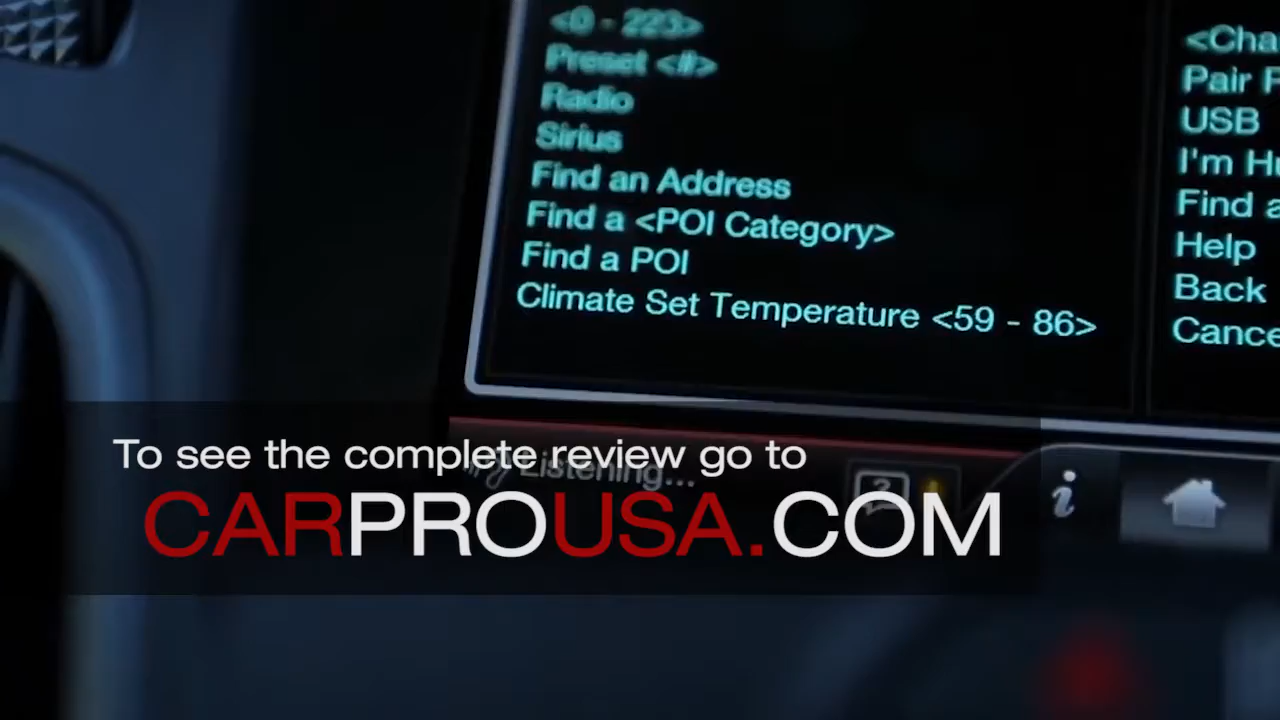 <0 - 223>
Preset <#>
Radio
Sirius
Find an Address
Find a <POI Category>
Find a POI
Climate Set Temperature <59 - 86>
Pair
USB
I'm
Find
Help
Back
To see the complete review go to
Listening...
CARPROUSA.COM